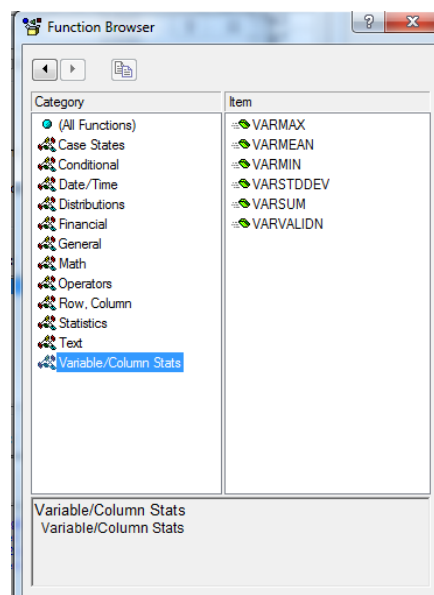 Function Browser
?
x
Category
Item
(All Functions)
Case States
Conditional
Date/Time
Distributions
Financial
General
Math
Operators
Row, Column
Statistics
Text
Variable/Column Stats
VARMAX
VARMEAN
VARMIN
VARSTDDEV
VARSUM
VARVALIDN
Variable/Column Stats
Variable/Column Stats